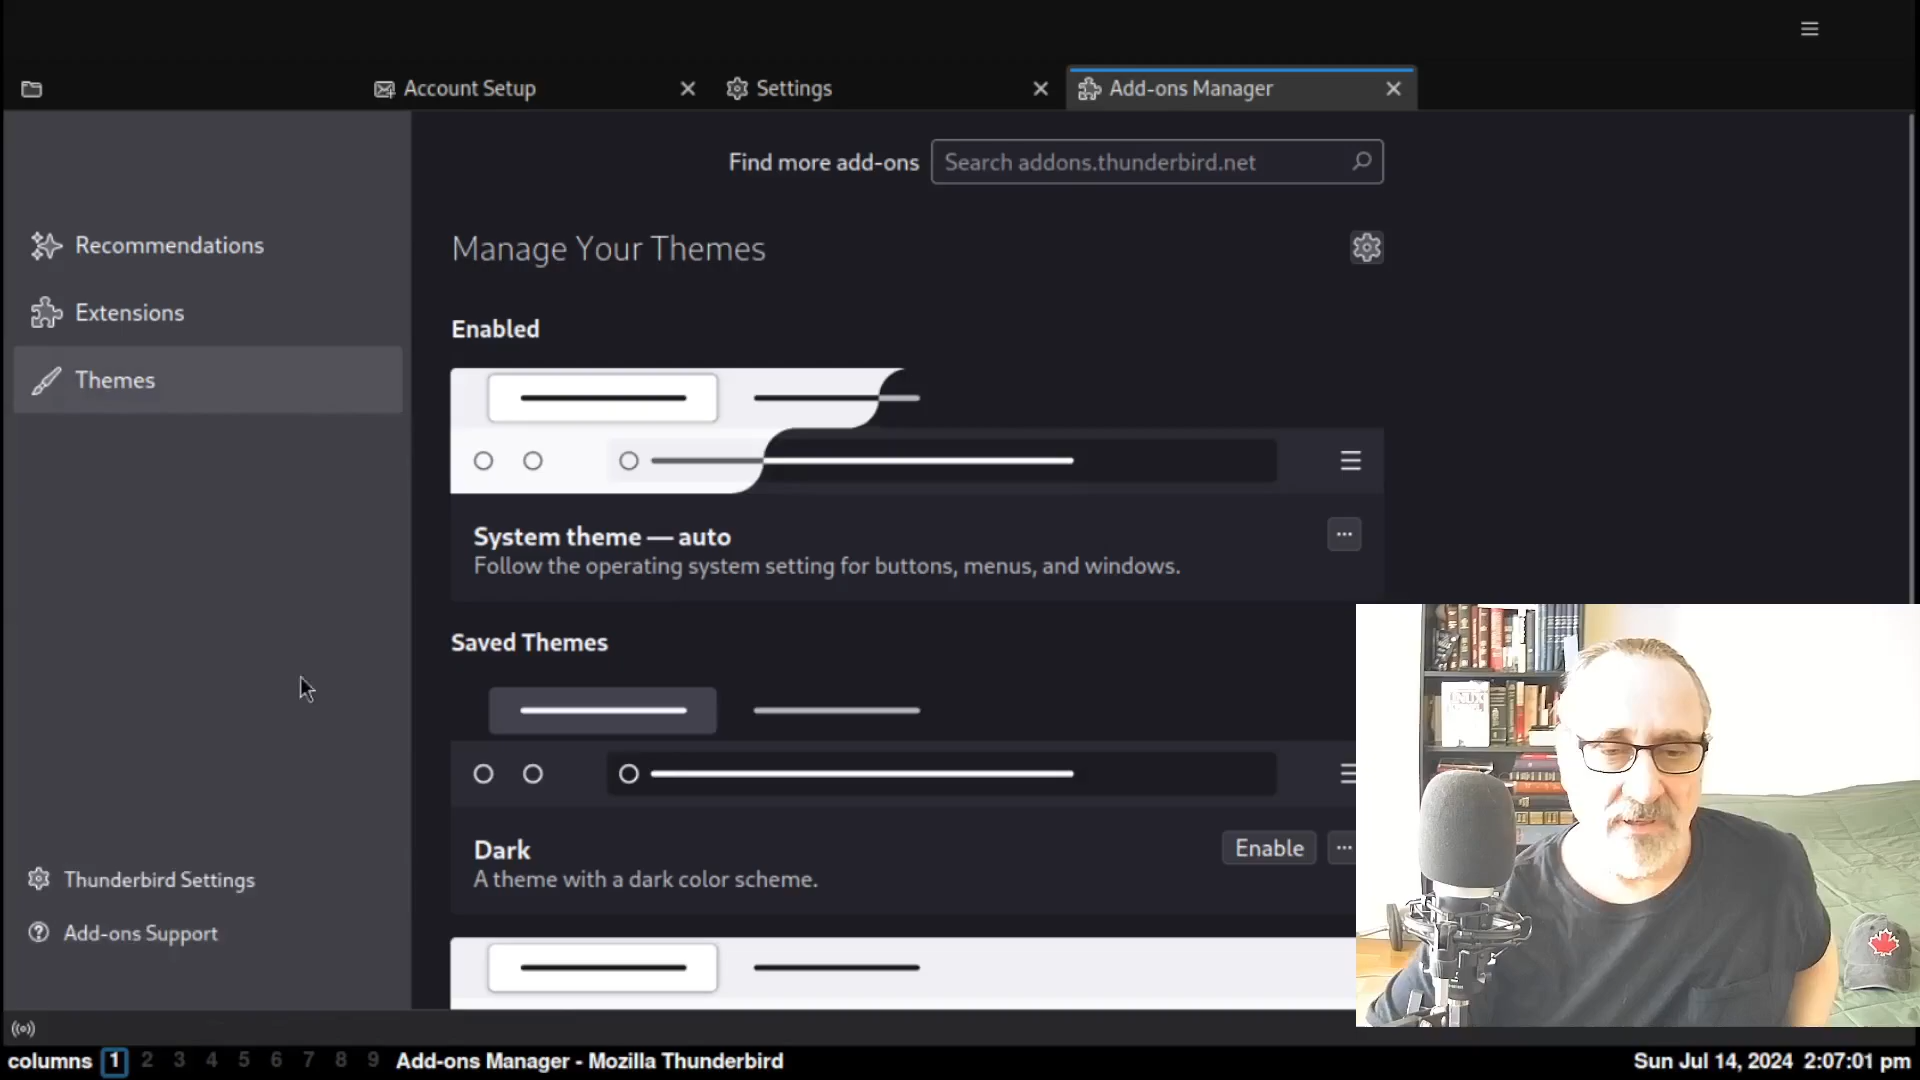 Account Setup
Settings
Add-ons Manager
Find more add-ons
Search addons.thunderbird.net
Recommendations
Extensions
Themes
Manage Your Themes
Enabled
System theme — auto
Follow the operating system setting for buttons, menus, and windows.
Saved Themes
Dark
Enable
A theme with a dark color scheme.
Thunderbird Settings
Add-ons Support
columns 1 2 3 4 5 6 7 8 9 Add-ons Manager - Mozilla Thunderbird
Sun Jul 14, 2024 2:07:01 pm